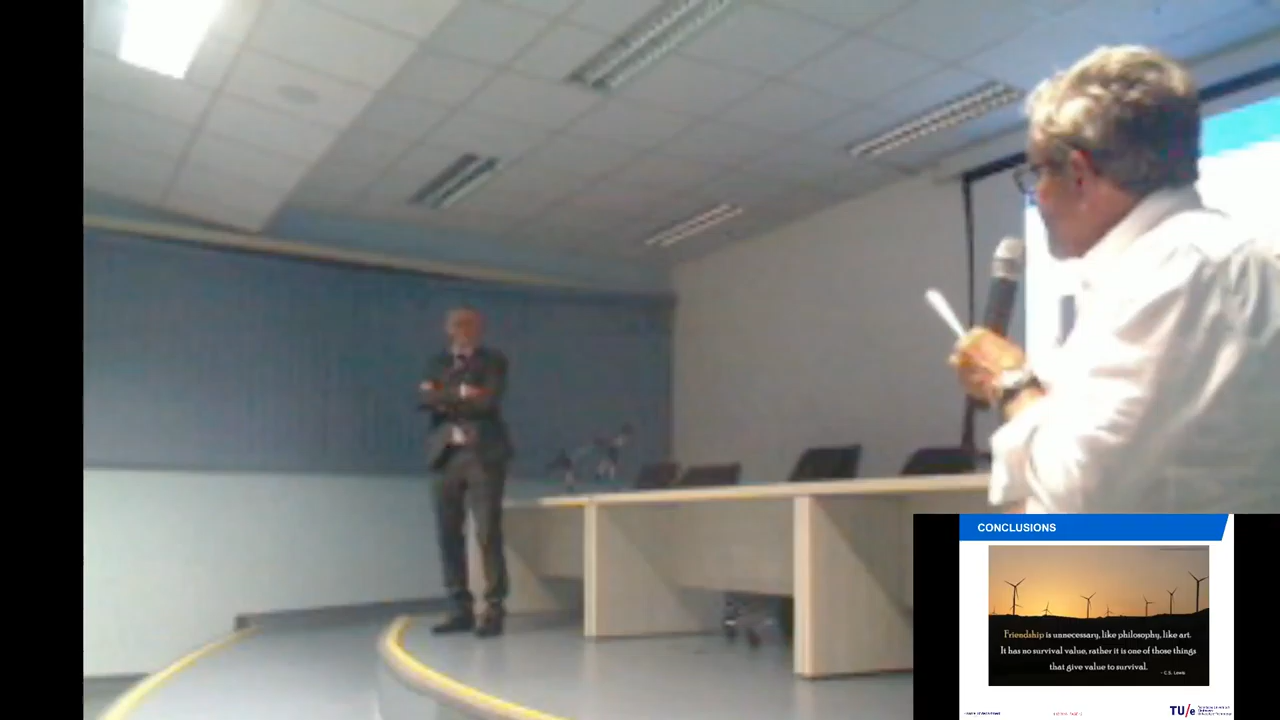 CONCLUSIONS
Friendship is unnecessary, like philosophy, like art.
It has no survival value, rather it is one of those things
that give value to survival.
~ C.S. Lewis
TU/e